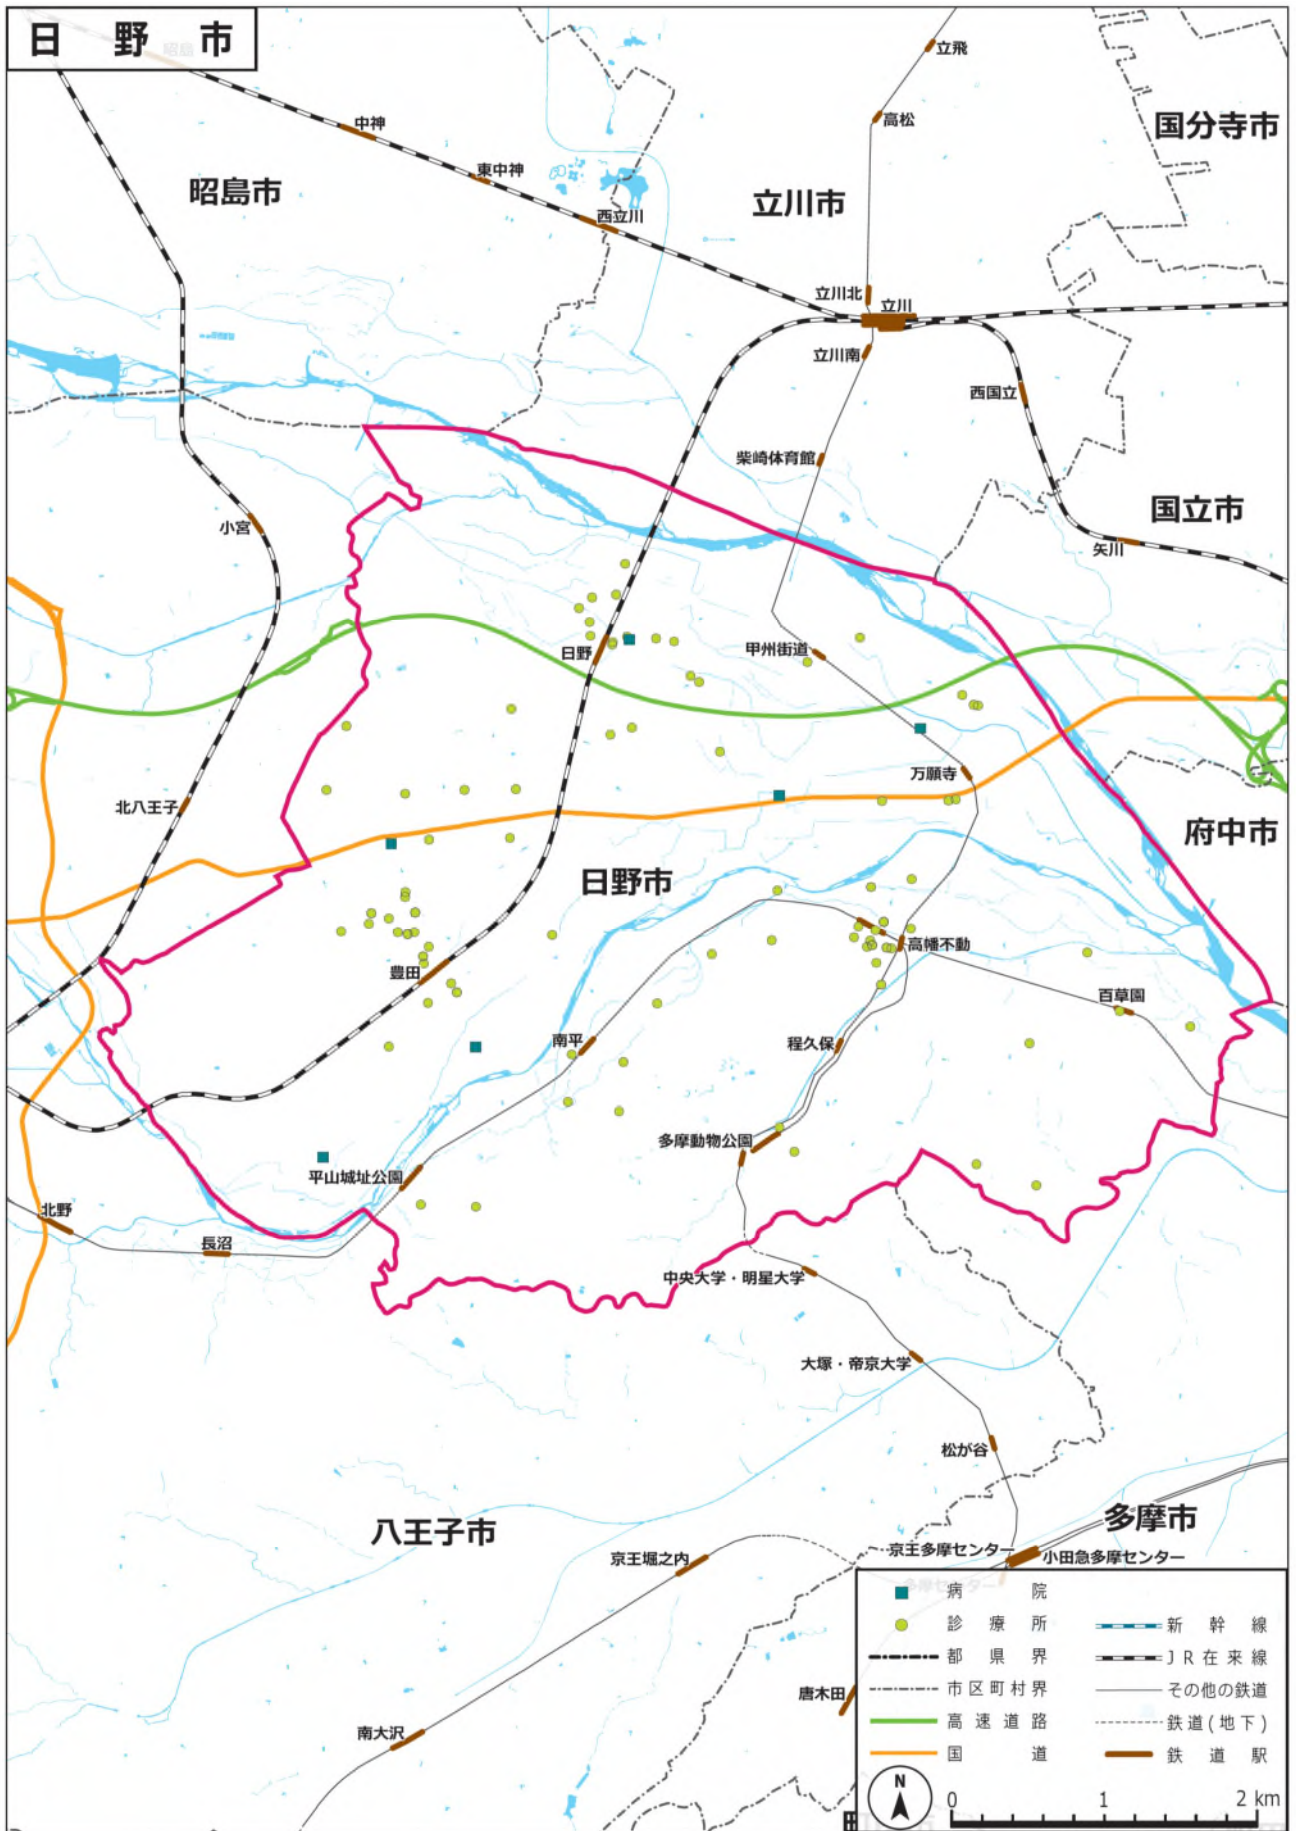 日野市
昭島
立飛
高松
国分寺市
中神
東中神
昭島市
西立川
立川市
立川北
立川
立川南
西国立
柴崎体育館
国立市
小宮
矢川
日野
甲州街道
万願寺
北八王子
府中市
日野市
高幡不動
豊田
百草園
南平
程久保
多摩動物公園
平山城址公園
北野
長沼
中央大学・明星大学
大塚・帝京大学
松が谷
八王子市
多摩市
京王堀之内
京王多摩センター
小田急多摩センター
多摩センター
唐木田
南大沢
病院
診療所
都県界
市区町村界
高速道路
国道
新幹線
JR在来線
その他の鉄道
鉄道(地下)
鉄道駅
N
0 1 2 km